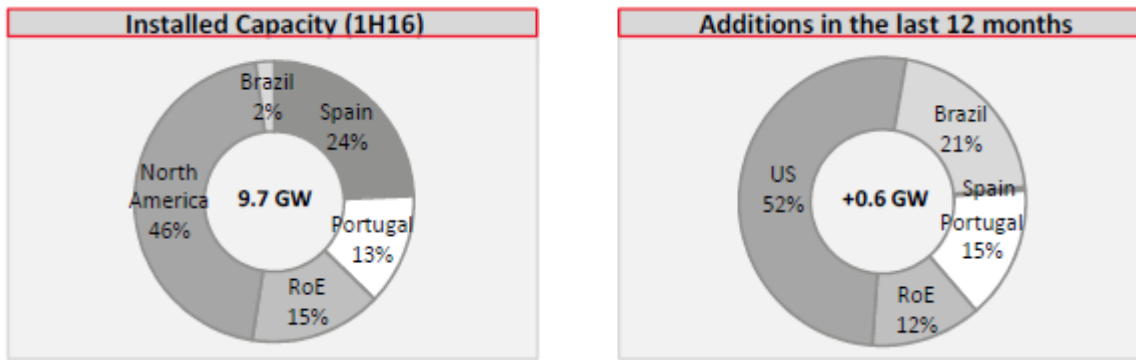 Installed Capacity (1H16)
Brazil
2%
Spain
24%
North
America
46%
9.7 GW
Portugal
13%
RoE
15%
Additions in the last 12 months
Brazil
21%
US
52%
+0.6 GW
Spain
Portugal
15%
RoE
12%